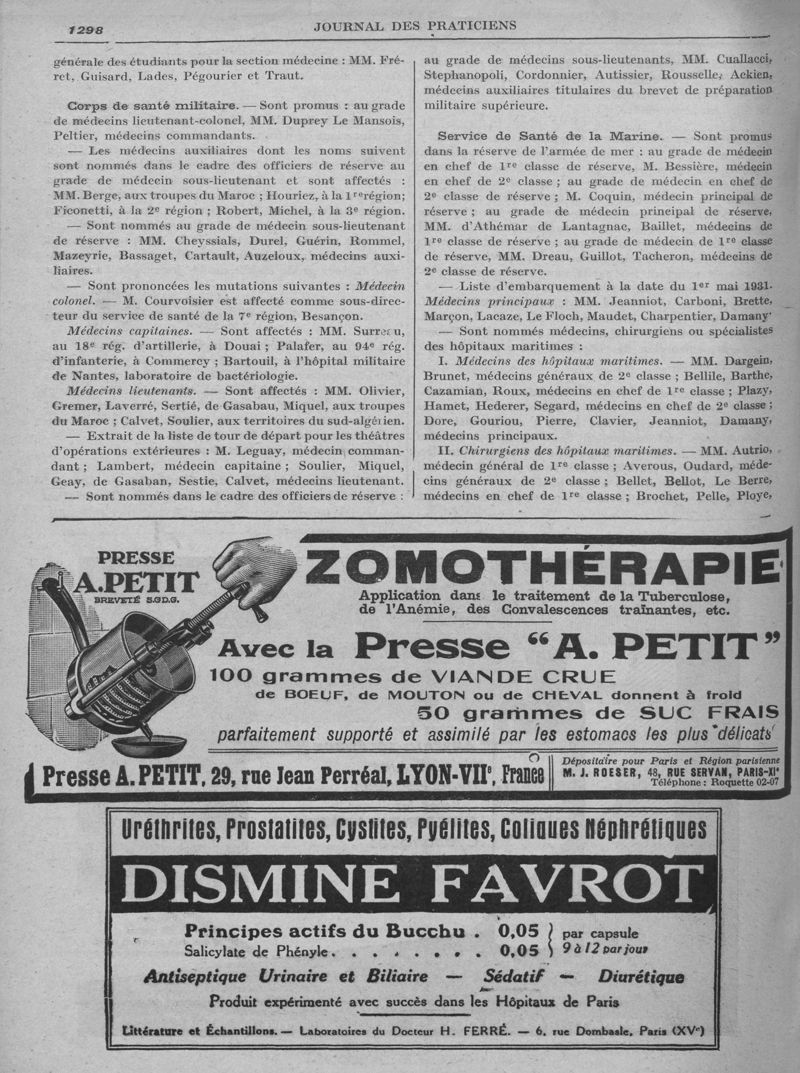 1298
JOURNAL DES PRATICIENS
générale des étudiants pour la section médecine : MM. Fré-
ret, Guisard, Lades, Pégourier et Traut.
Corps de santé militaire. — Sont promus : au grade
de médecins lieutenant-colonel, MM. Duprey Le Mansois,
Peltier, médecins commandants.
— Les médecins auxiliaires dont les noms suivent
sont nommés dans le cadre des officiers de réserve au
grade de médecin sous-lieutenant et sont affectés :
MM. Berge, aux troupes du Maroc ; Houriez, à la 1re région;
Ficonetti, à la 2e région ; Robert, Michel, à la 3e région.
— Sont nommés au grade de médecin sous-lieutenant
de réserve : MM. Cheyssials, Durel, Guérin, Rommel,
Mazeyrie, Bassaget, Cartault, Auzeloux, médecins auxi-
liaires.
— Sont prononcées les mutations suivantes : Médecin
colonel. — M. Courvoisier est affecté comme sous-direc-
teur du service de santé de la 7e région, Besançon.
Médecins capitaines. — Sont affectés : MM.
au 18e rég. d'artillerie, à Douai ; Palafer, au 94e rég.
d'infanterie, à Commercy ; Bartouil, à l'hôpital militaire
de Nantes, laboratoire de bactériologie.
Médecins lieutenants. — Sont affectés : MM. Olivier,
Gremer, Laverré, Sertié, de Gasabau, Miquel, aux troupes
du Maroc ; Calvet, Soulier, aux territoires du sud-algérien.
— Extrait de la liste de tour de départ pour les théâtres
d'opérations extérieures : M. Leguay, médecin comman-
dant ; Lambert, médecin capitaine ; Soulier, Miquel,
Geay, de Gasaban, Sestie, Calvet, médecins lieutenant.
— Sont nommés dans le cadre des officiers de réserve :
au grade de médecins sous-lieutenants, MM. Cuallacci,
Stephanopoli, Cordonnier, Autissier, Rousselle, Ackien,
médecins auxiliaires titulaires du brevet de préparation
militaire supérieure.
Service de Santé de la Marine. — Sont promus
dans la réserve de l'armée de mer : au grade de médecin
en chef de 1re classe de réserve, M. Bessière, médecin
en chef de 2e classe ; au grade de médecin en chef de
2e classe de réserve ; M. Coquin, médecin principal de
réserve ; au grade de médecin principal de réserve,
MM. d'Athémar de Lantagnac, Baillet, médecins de
1re classe de réserve ; au grade de médecin de 1re classe
de réserve, MM. Dreau, Guillot, Tacheron, médecins de
2e classe de réserve.
— Liste d'embarquement à la date du 1er mai 1931.
Médecins principaux : MM. Jeanniot, Carboni, Brette,
Marçon, Lacaze, Le Floch, Maudet, Charpentier, Damany.
— Sont nommés médecins, chirurgiens ou spécialistes
des hôpitaux maritimes :
I. Médecins des hôpitaux maritimes. — MM. Dargein,
Brunet, médecins généraux de 2e classe ; Bellile, Barthe,
Cazamian, Roux, médecins en chef de 1re classe ; Plazy,
Hamet, Hederer, Segard, médecins en chef de 2e classe ;
Dore, Gouriou, Pierre, Clavier, Jeanniot, Damany,
médecins principaux.
II. Chirurgiens des hôpitaux maritimes. — MM. Autrio,
médecin général de 1re classe ; Averous, Oudard, méde-
cins généraux de 2e classe ; Bellet, Bellot, Le Berre,
médecins en chef de 1re classe ; Brochet, Pelle, Ploye,
PRESSE
A.PETIT
BREVETÉ S.G.D.G.
ZOMOTHÉRAPIE
Application dans le traitement de la Tuberculose,
de l'Anémie, des Convalescences traînantes, etc.
Avec la Presse “A. PETIT”
100 grammes de VIANDE CRUE
de BOEUF, de MOUTON ou de CHEVAL donnent à froid
50 grammes de SUC FRAIS
parfaitement supporté et assimilé par les estomacs les plus délicats
Presse A.PETIT, 29, rue Jean Perréal, LYON-VIIe, France
Dépositaire pour Paris et Région parisienne
M. J. ROESER, 48, RUE SERVAN, PARIS-XIe
Téléphone : Roquette 02-07
Uréthrites, Prostatites, Cystites, Pyélites, Coliques Néphrétiques
DISMINE FAVROT
Principes actifs du Bucchu . 0,05 } par capsule
Salicylate de Phényle. . . . . . . . 0,05 } 9 à 12 par jour
Antiseptique Urinaire et Biliaire — Sédatif — Diurétique
Produit expérimenté avec succès dans les Hôpitaux de Paris
Littérature et Échantillons. — Laboratoires du Docteur H. FERRÉ. — 6, rue Dombasle, Paris (XVe)